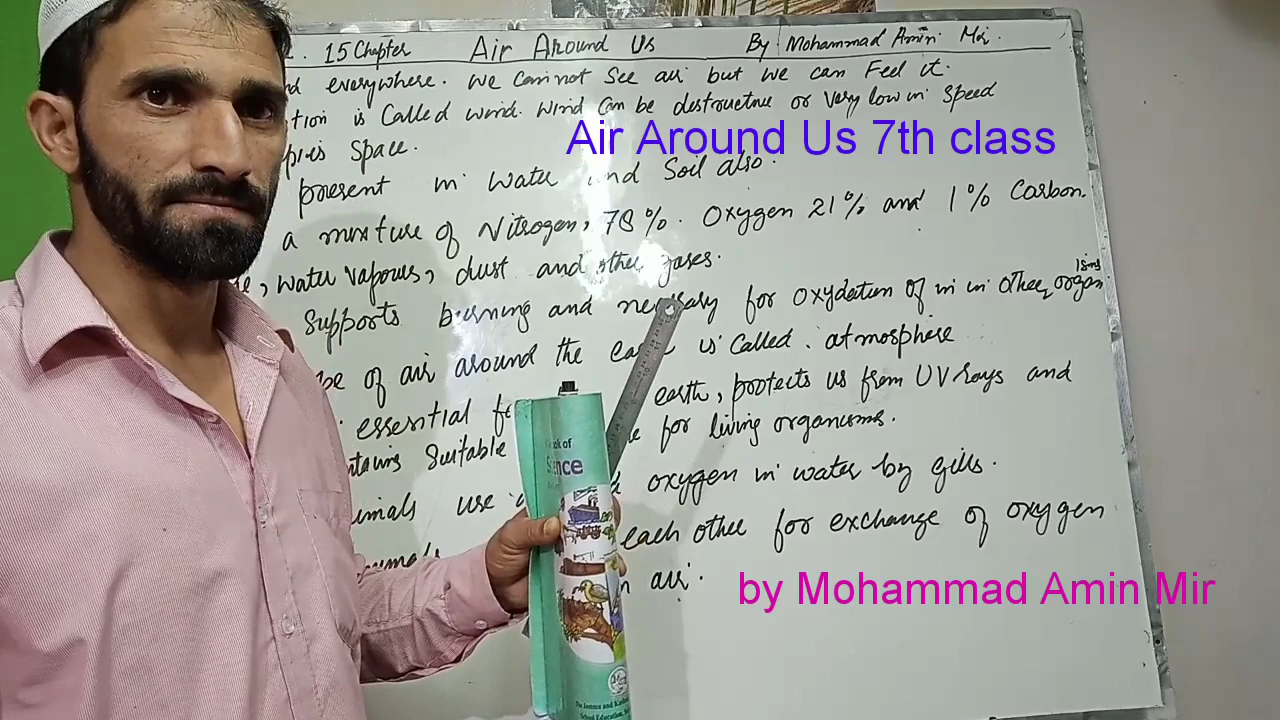 15 Chapter Air Around Us By Mohammad Amin Mir.
everywhere. We cannot See air but we can Feel it.
is Called wind. Wind can be destructive or very low in Speed
Space.
Air Around Us 7th class
present in Water and Soil also.
a mixture of Nitrogen, 78%. Oxygen 21% and 1% Carbon.
, water vapours, dust and other gases.
isms
Supports burning and necessary for oxydation of in in other organ
of air around the is Called atmosphere
essential earth, protects us from UV rays and
Suitable for living organisms.
use oxygen in water by gills.
each other for exchange of oxygen
air.
by Mohammad Amin Mir
of
Science